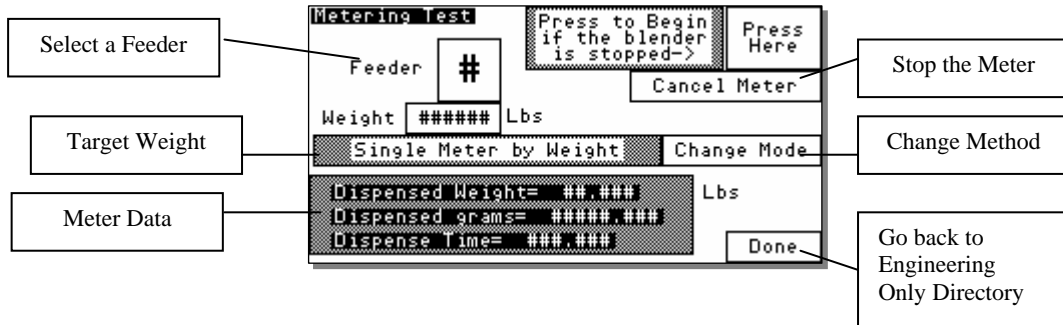 Metering Test
Press to Begin
if the blender
is stopped->
Press
Here
Select a Feeder
Feeder #
Cancel Meter
Stop the Meter
Weight ###### Lbs
Target Weight
Single Meter by Weight
Change Mode
Change Method
Meter Data
Dispensed Weight= ##.### Lbs
Dispensed grams= #####.###
Dispense Time= ###.###
Done
Go back to
Engineering
Only Directory